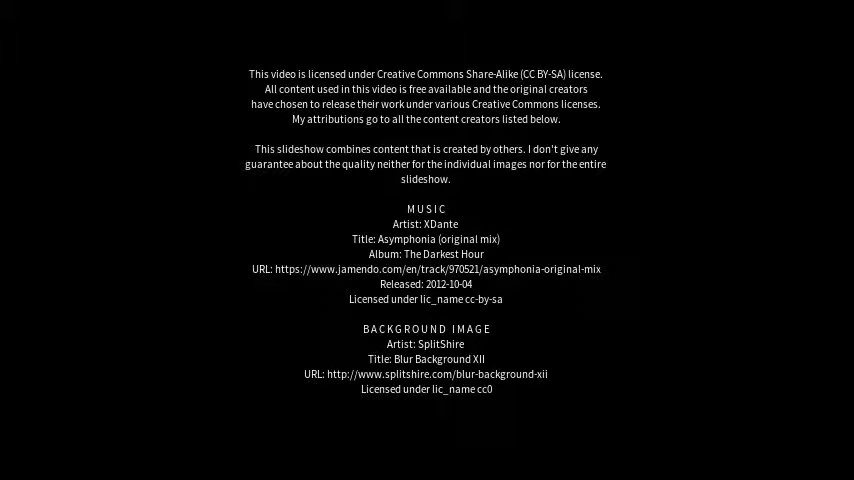 This video is licensed under Creative Commons Share-Alike (CC BY-SA) license.
All content used in this video is free available and the original creators
have chosen to release their work under various Creative Commons licenses.
My attributions go to all the content creators listed below.
This slideshow combines content that is created by others. I don't give any
guarantee about the quality neither for the individual images nor for the entire
slideshow.
MUSIC
Artist: XDante
Title: Asymphonia (original mix)
Album: The Darkest Hour
URL: https://www.jamendo.com/en/track/970521/asymphonia-original-mix
Released: 2012-10-04
Licensed under lic_name cc-by-sa
BACKGROUND IMAGE
Artist: SplitShire
Title: Blur Background XII
URL: http://www.splitshire.com/blur-background-xii
Licensed under lic_name cc0